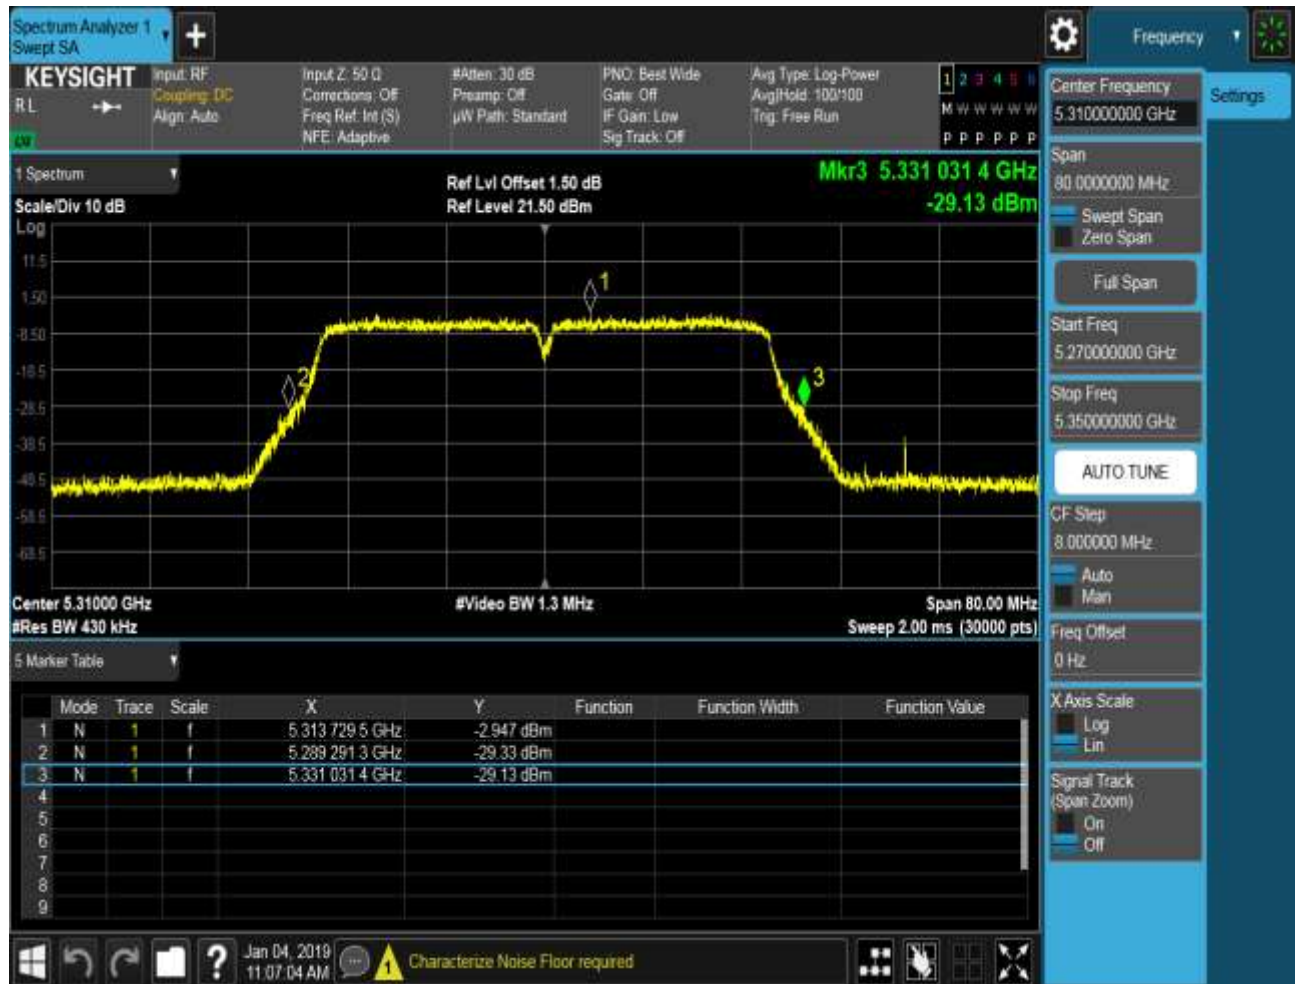 Spectrum Analyzer 1
Swept SA
+
Frequency
KEYSIGHT
RL
Input: RF
Coupling: DC
Align: Auto
Input Z: 50 Ω
Corrections: Off
Freq Ref: Int (S)
NFE: Adaptive
#Atten: 30 dB
Preamp: Off
µW Path: Standard
PNO: Best Wide
Gate: Off
IF Gain: Low
Sig Track: Off
Avg Type: Log-Power
Avg|Hold: 100/100
Trig: Free Run
1 2 3 4 5 6
M W W W W W
P P P P P P
1 Spectrum
Scale/Div 10 dB
Ref Lvl Offset 1.50 dB
Ref Level 21.50 dBm
Mkr3 5.331 031 4 GHz
-29.13 dBm
Log
11.5
1.50
-8.50
-18.5
-28.5
-38.5
-48.5
-58.5
-68.5
1
2
3
Center 5.31000 GHz
#Video BW 1.3 MHz
Span 80.00 MHz
#Res BW 430 kHz
Sweep 2.00 ms (30000 pts)
5 Marker Table
Mode Trace Scale X Y Function Function Width Function Value
1 N 1 f 5.313 729 5 GHz -2.947 dBm
2 N 1 f 5.289 291 3 GHz -29.33 dBm
3 N 1 f 5.331 031 4 GHz -29.13 dBm
4
5
6
7
8
9
Center Frequency
5.310000000 GHz
Settings
Span
80.0000000 MHz
Swept Span
Zero Span
Full Span
Start Freq
5.270000000 GHz
Stop Freq
5.350000000 GHz
AUTO TUNE
CF Step
8.000000 MHz
Auto
Man
Freq Offset
0 Hz
X Axis Scale
Log
Lin
Signal Track
(Span Zoom)
On
Off
?
Jan 04, 2019
11:07:04 AM
1
Characterize Noise Floor required